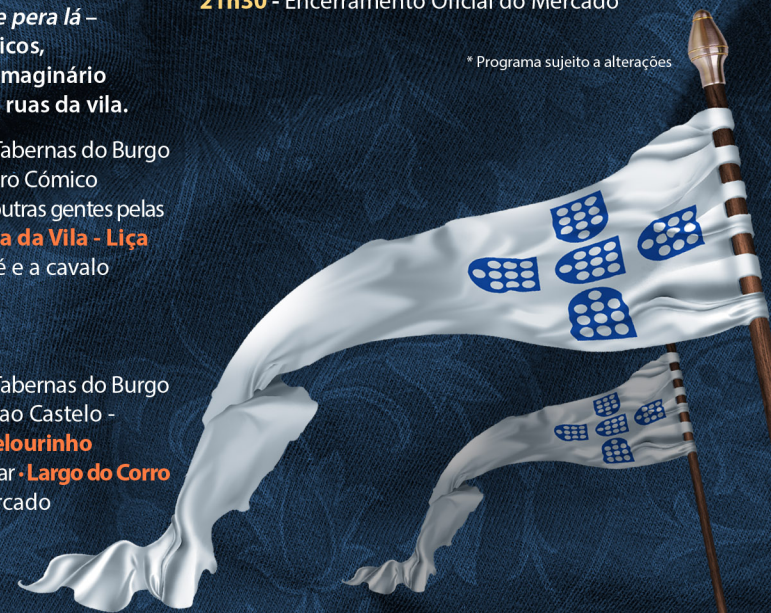 e pera lá –
icos,
maginário
ruas da vila.
Tabernas do Burgo
ro Cómico
outras gentes pelas
a da Vila - Liça
é e a cavalo
Tabernas do Burgo
ao Castelo -
elourinho
ar · Largo do Corro
rcado
21h30 - Encerramento Oficial do Mercado
* Programa sujeito a alterações